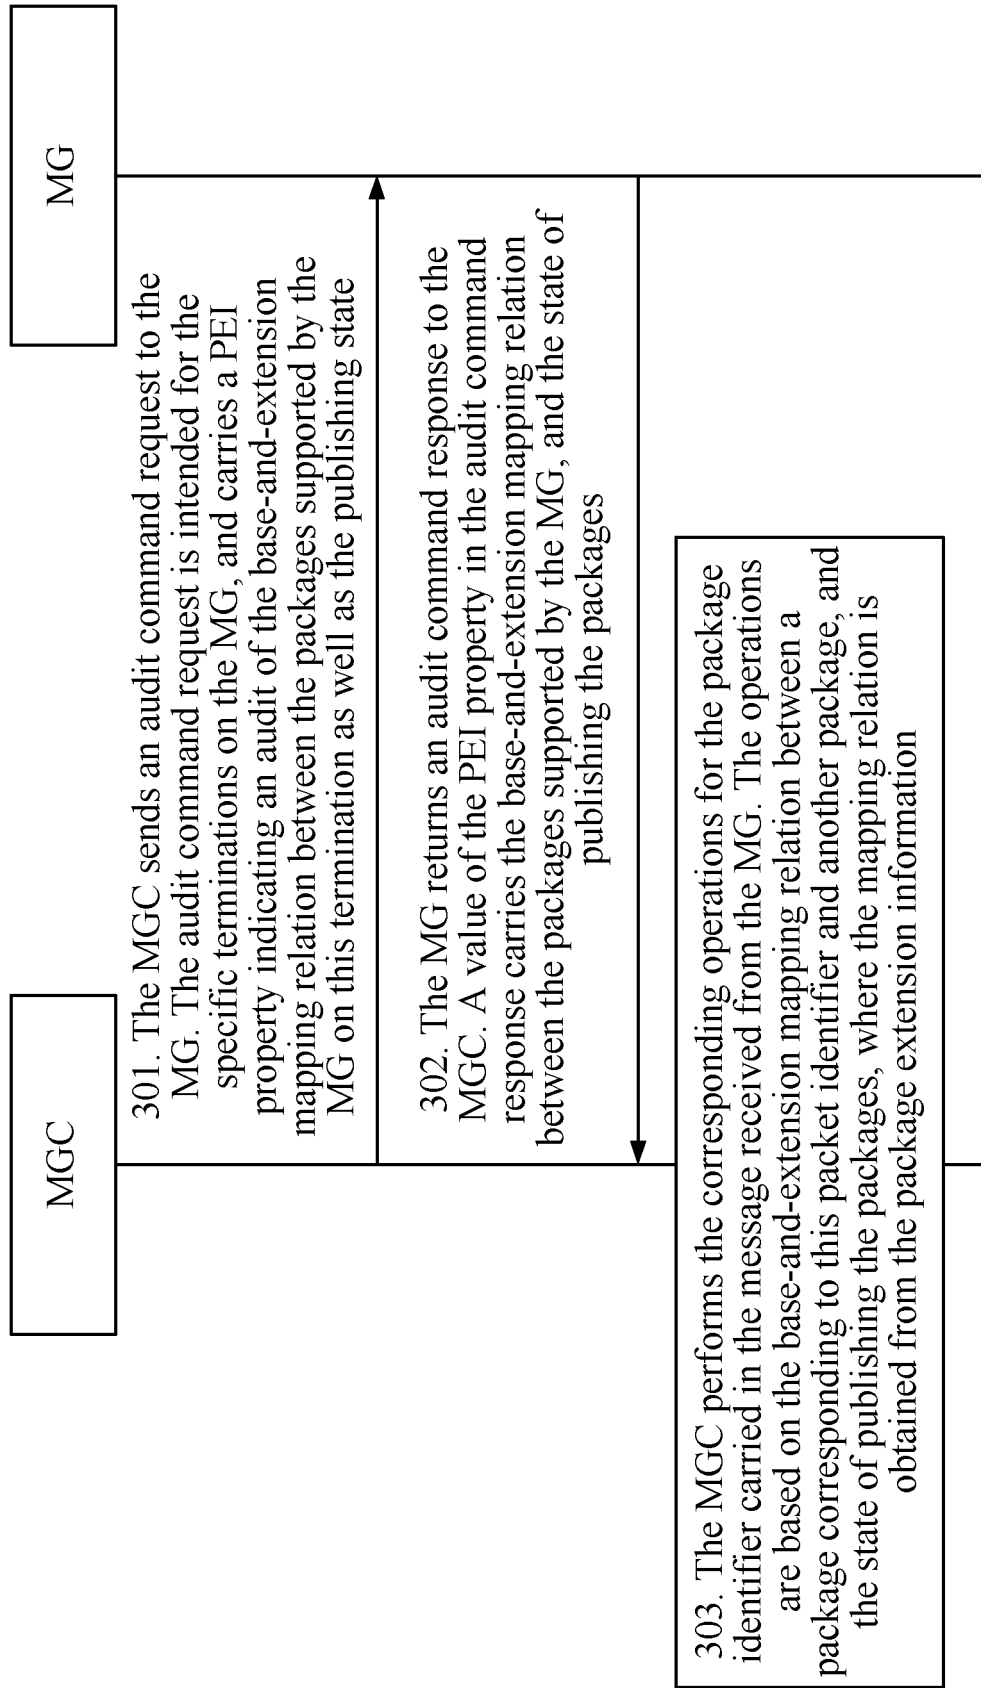 MGC
MG
301. The MGC sends an audit command request to the
MG. The audit command request is intended for the
specific terminations on the MG, and carries a PEI
property indicating an audit of the base-and-extension
mapping relation between the packages supported by the
MG on this termination as well as the publishing state
302. The MG returns an audit command response to the
MGC. A value of the PEI property in the audit command
response carries the base-and-extension mapping relation
between the packages supported by the MG, and the state of
publishing the packages
303. The MGC performs the corresponding operations for the package
identifier carried in the message received from the MG. The operations
are based on the base-and-extension mapping relation between a
package corresponding to this packet identifier and another package, and
the state of publishing the packages, where the mapping relation is
obtained from the package extension information